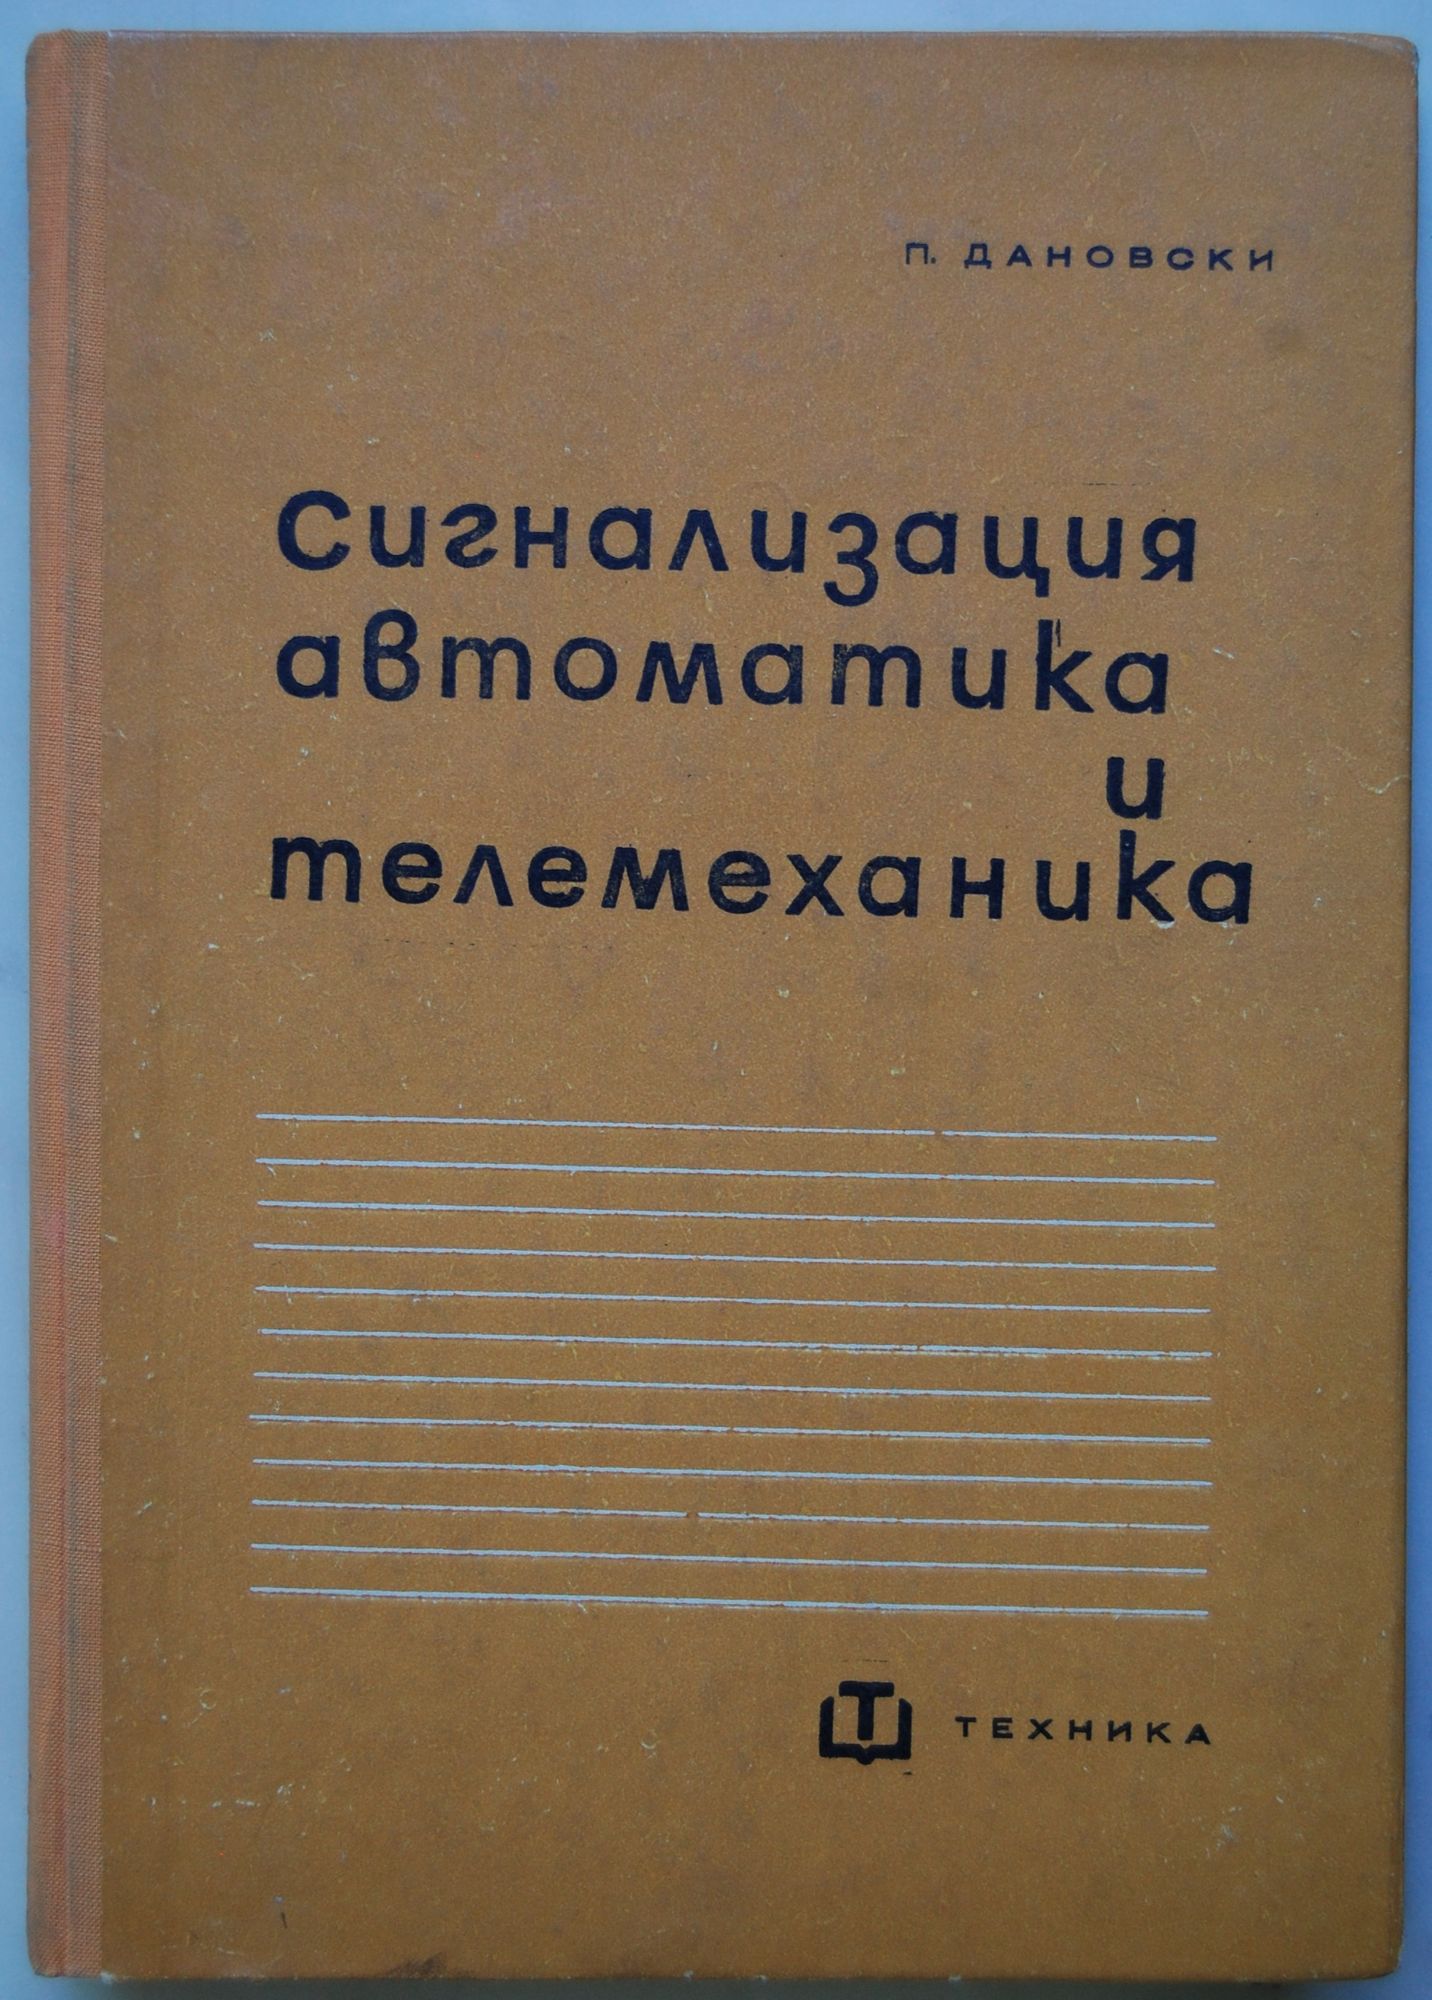 П. ДАНОВСКИ
Сигнализация
автоматика
и
телемеханика
Т ТЕХНИКА